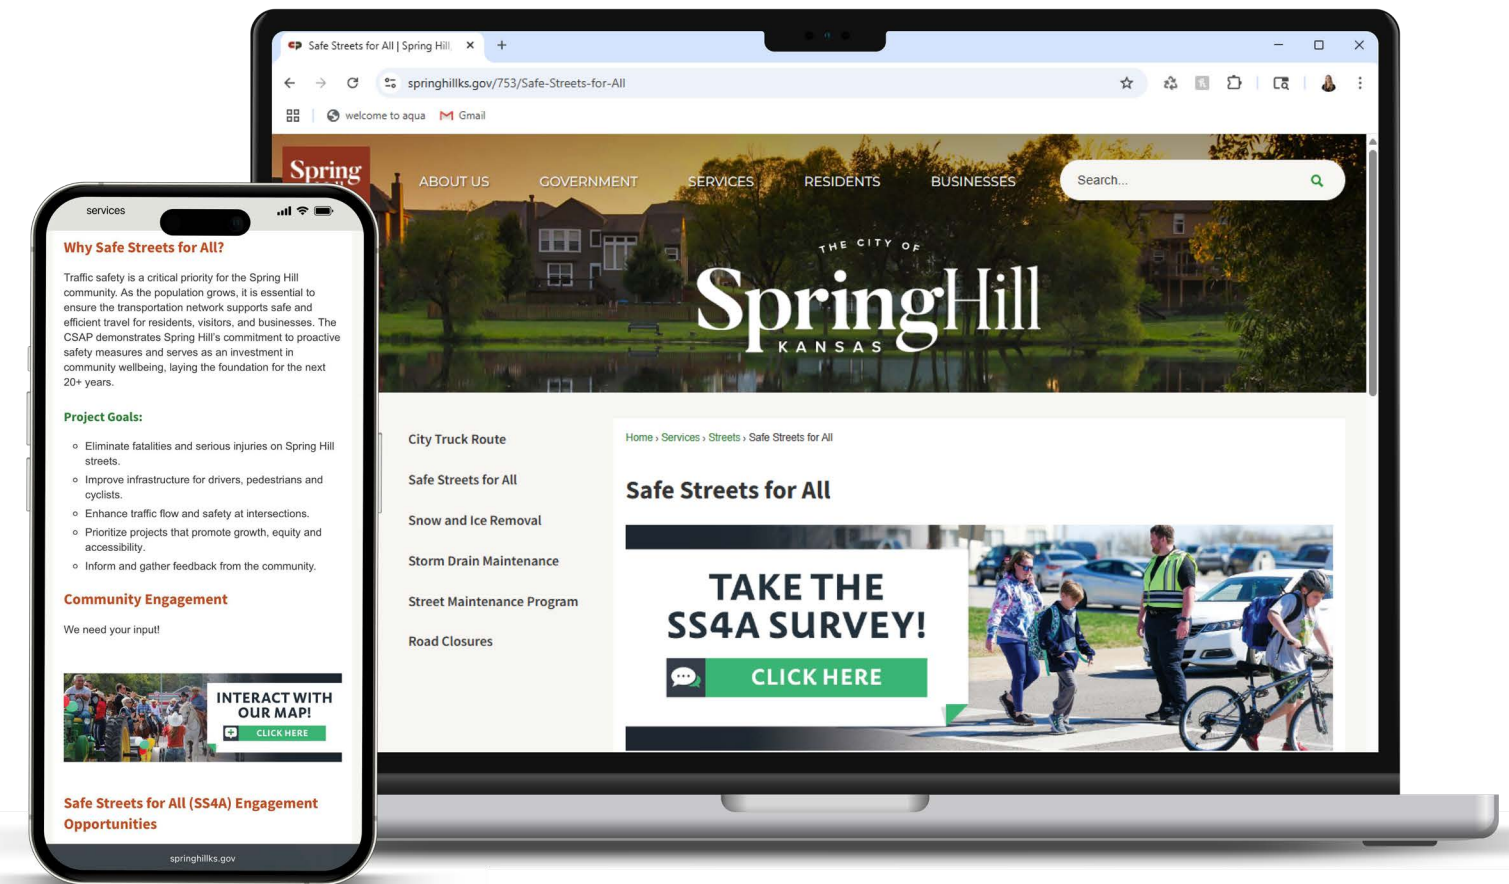 Safe Streets for All | Spring Hill,
springhillks.gov/753/Safe-Streets-for-All
welcome to aqua
Gmail
Spring
ABOUT US
GOVERNMENT
SERVICES
RESIDENTS
BUSINESSES
Search...
THE CITY OF
SpringHill
KANSAS
City Truck Route
Safe Streets for All
Snow and Ice Removal
Storm Drain Maintenance
Street Maintenance Program
Road Closures
Home › Services › Streets › Safe Streets for All
Safe Streets for All
TAKE THE
SS4A SURVEY!
CLICK HERE
services
Why Safe Streets for All?
Traffic safety is a critical priority for the Spring Hill
community. As the population grows, it is essential to
ensure the transportation network supports safe and
efficient travel for residents, visitors, and businesses. The
CSAP demonstrates Spring Hill's commitment to proactive
safety measures and serves as an investment in
community wellbeing, laying the foundation for the next
20+ years.
Project Goals:
Eliminate fatalities and serious injuries on Spring Hill
streets.
Improve infrastructure for drivers, pedestrians and
cyclists.
Enhance traffic flow and safety at intersections.
Prioritize projects that promote growth, equity and
accessibility.
Inform and gather feedback from the community.
Community Engagement
We need your input!
INTERACT WITH
OUR MAP!
CLICK HERE
Safe Streets for All (SS4A) Engagement
Opportunities
springhillks.gov